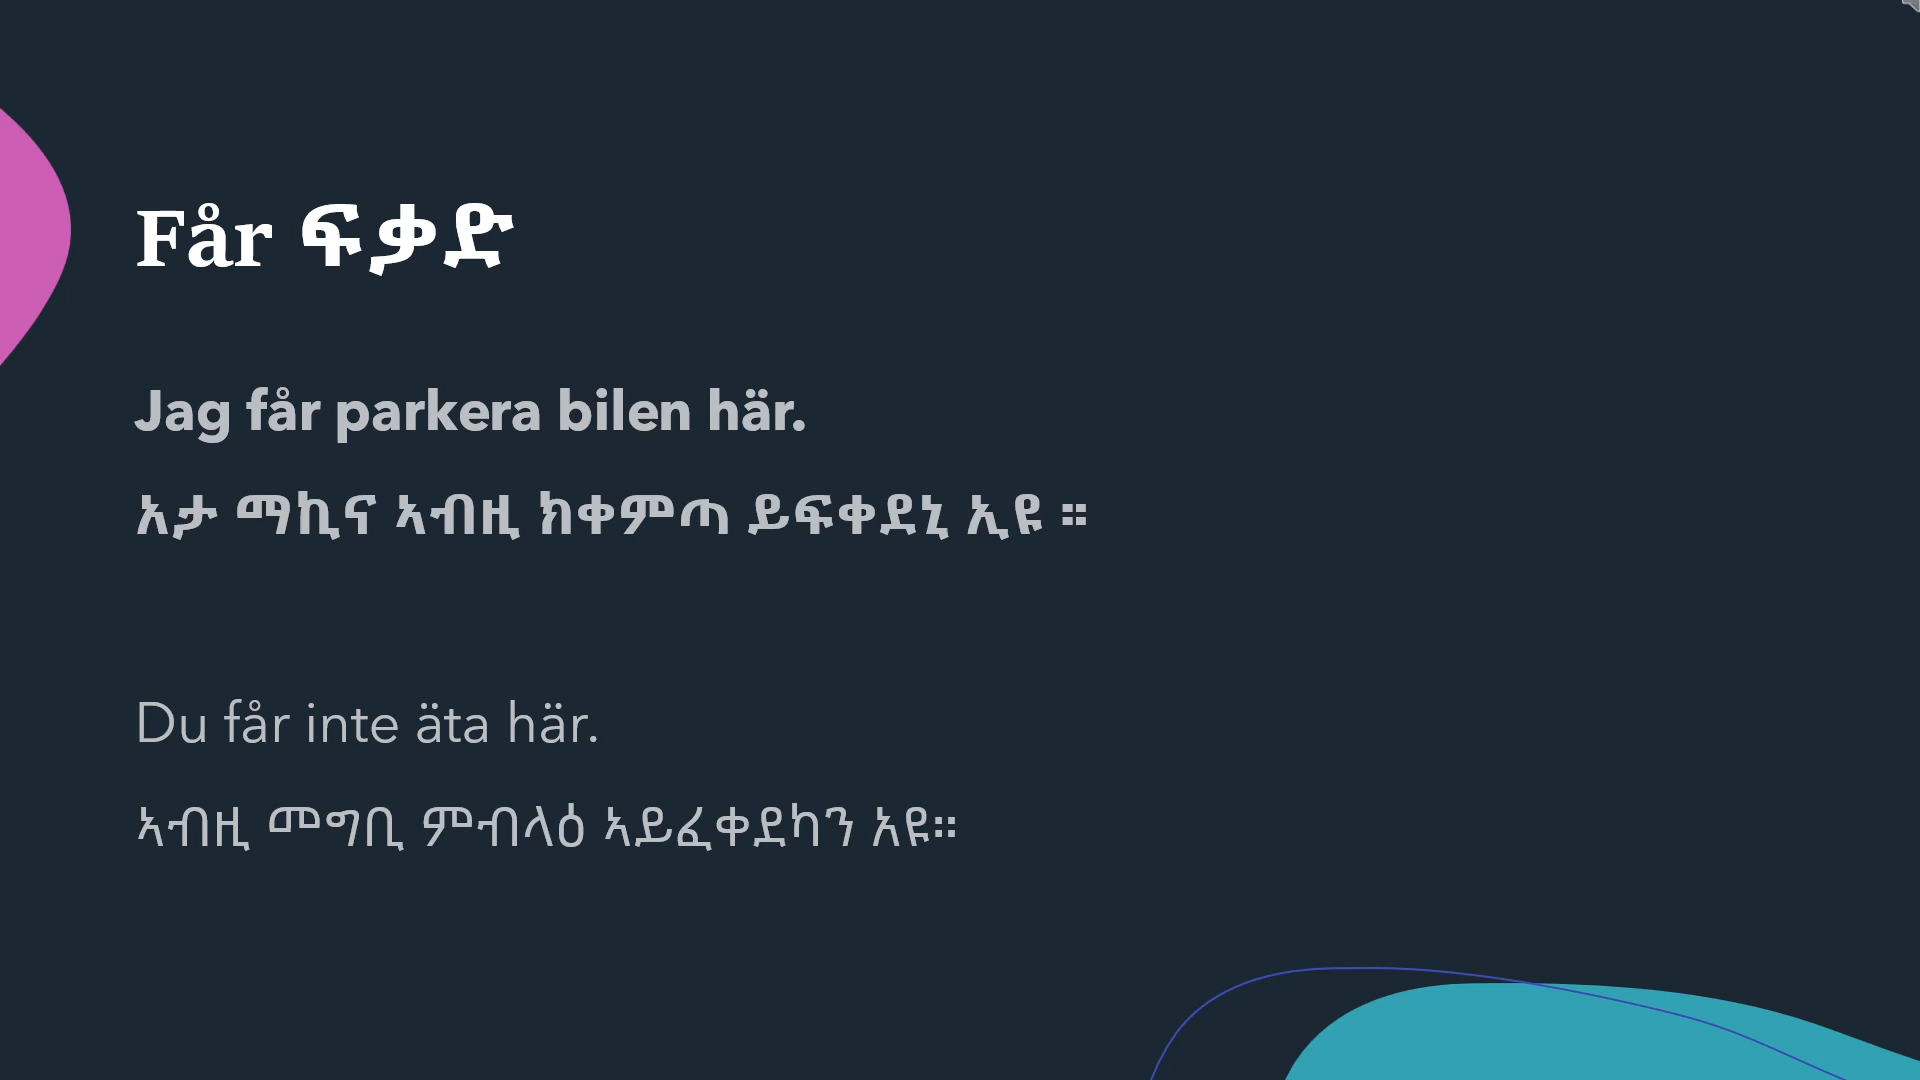 Får ፍቃድ
Jag får parkera bilen här.
እታ ማኪና ኣብዚ ክቀምጣ ይፍቀደኒ ኢዩ ።
Du får inte äta här.
ኣብዚ መግቢ ምብላዕ ኣይፈቀደካን እዩ።